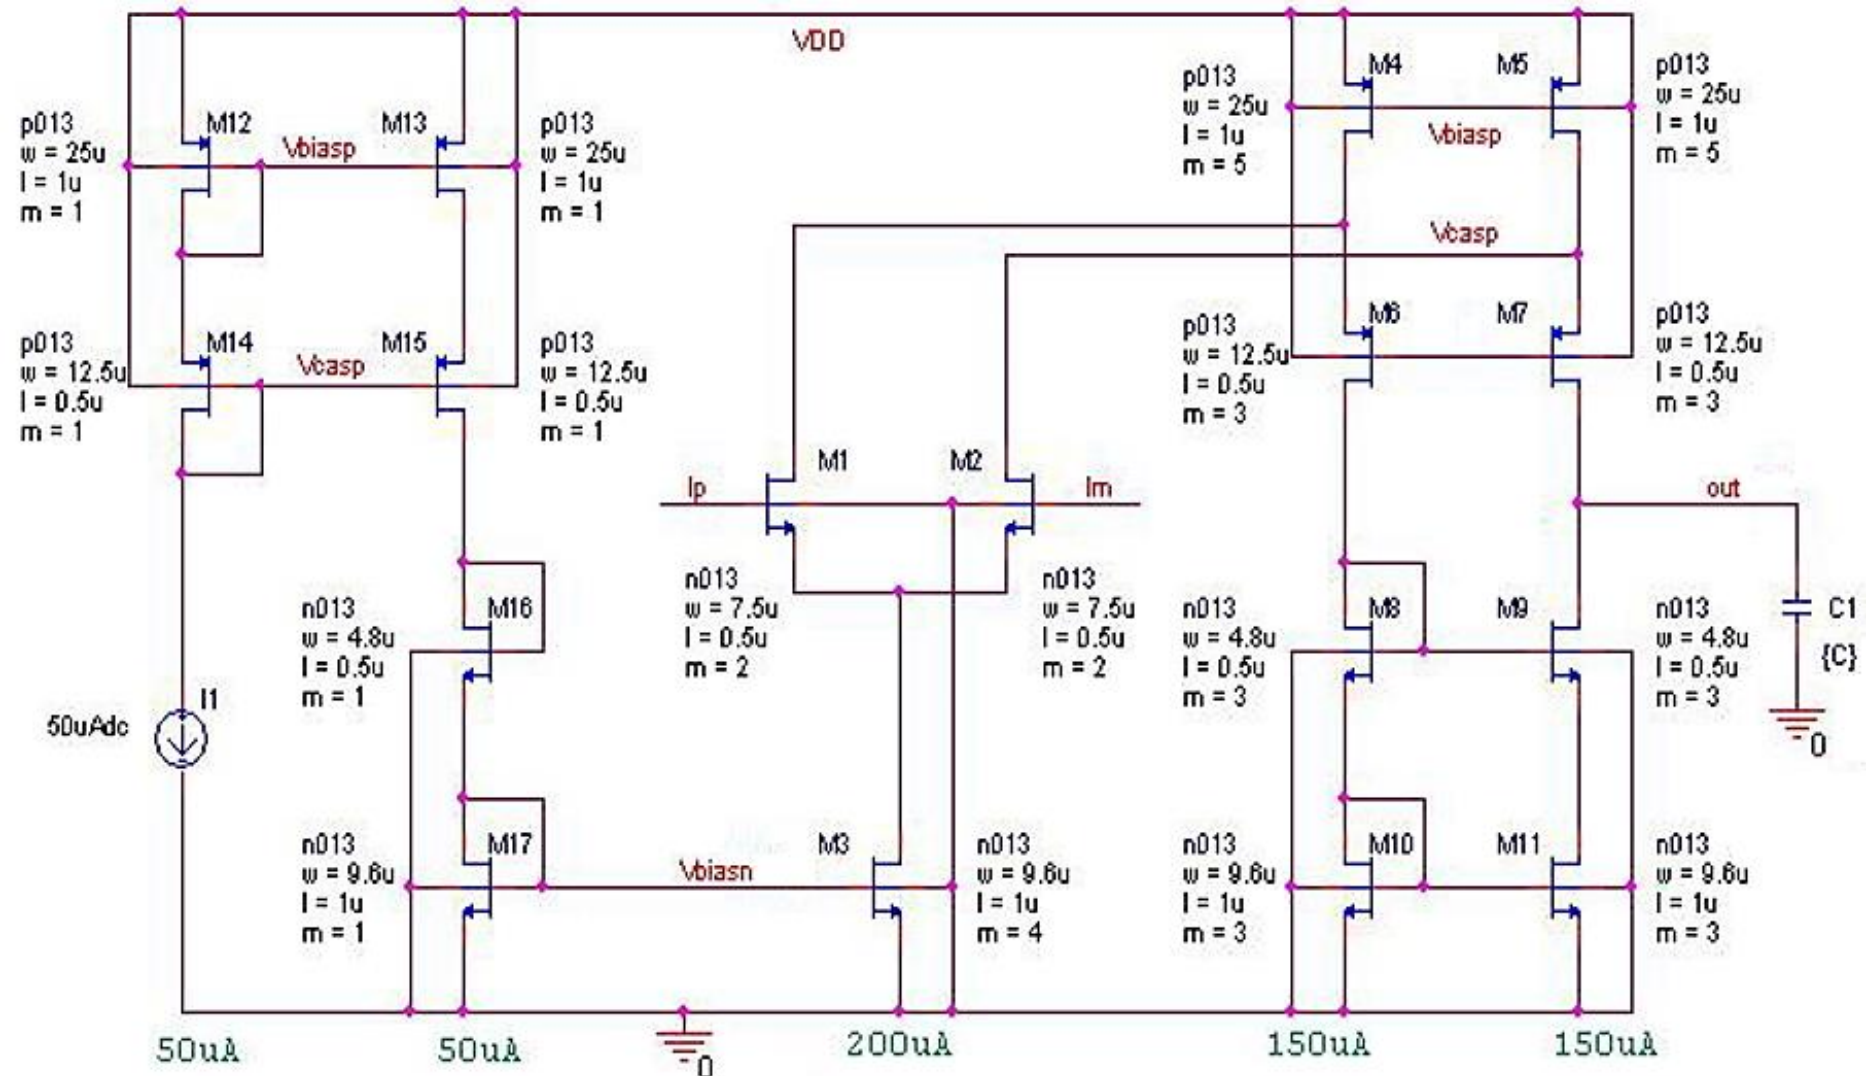 VDD
p013
w = 25u
l = 1u
m = 1
M12
Vbiasp
M13
p013
w = 25u
l = 1u
m = 1
p013
w = 25u
l = 1u
m = 5
M4
M5
Vbiasp
p013
w = 25u
l = 1u
m = 5
p013
w = 12.5u
l = 0.5u
m = 1
M14
Vcasp
M15
p013
w = 12.5u
l = 0.5u
m = 1
Vcasp
p013
w = 12.5u
l = 0.5u
m = 3
M6
M7
p013
w = 12.5u
l = 0.5u
m = 3
Ip
M1
M2
Im
out
n013
w = 7.5u
l = 0.5u
m = 2
n013
w = 7.5u
l = 0.5u
m = 2
n013
w = 4.8u
l = 0.5u
m = 1
M16
n013
w = 4.8u
l = 0.5u
m = 3
M8
M9
n013
w = 4.8u
l = 0.5u
m = 3
C1
{C}
0
50uAdc
I1
n013
w = 9.6u
l = 1u
m = 1
M17
Vbiasn
M3
n013
w = 9.6u
l = 1u
m = 4
n013
w = 9.6u
l = 1u
m = 3
M10
M11
n013
w = 9.6u
l = 1u
m = 3
50uA
50uA
0
200uA
150uA
150uA